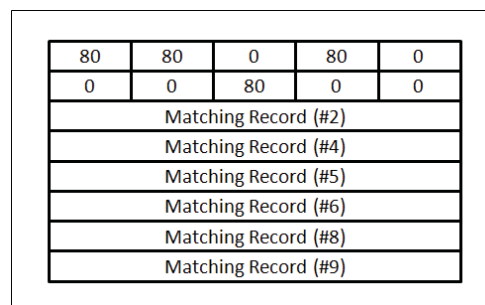 80 80 0 80 0
0 0 80 0 0
Matching Record (#2)
Matching Record (#4)
Matching Record (#5)
Matching Record (#6)
Matching Record (#8)
Matching Record (#9)